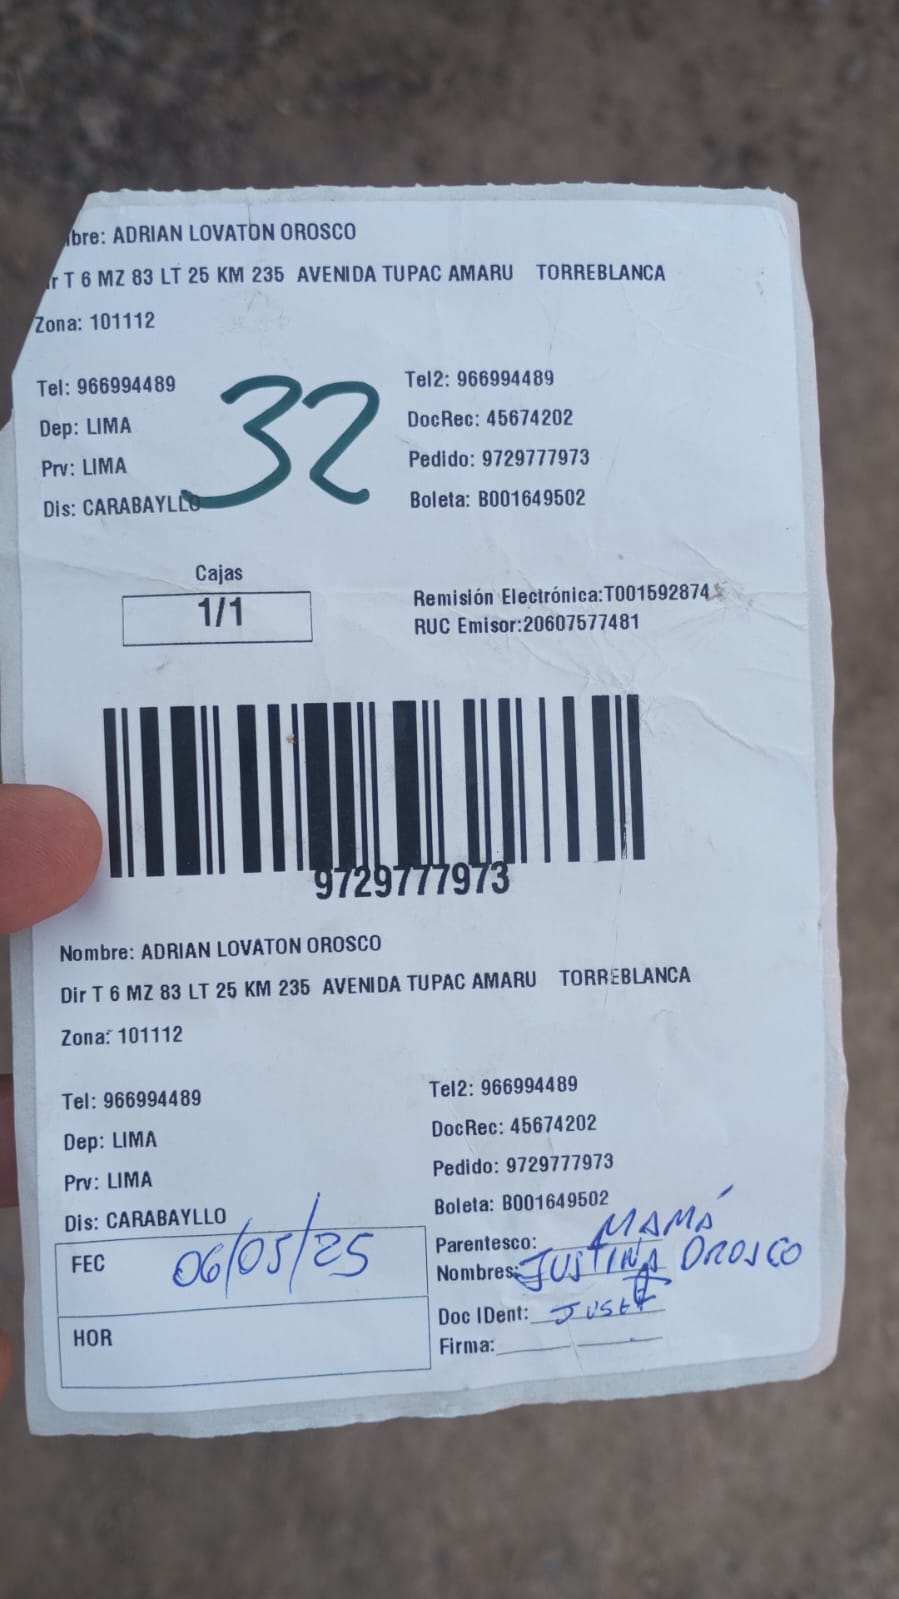 bre: ADRIAN LOVATON OROSCO
Dir T 6 MZ 83 LT 25 KM 235 AVENIDA TUPAC AMARU TORREBLANCA
Zona: 101112
Tel: 966994489 Tel2: 966994489
Dep: LIMA DocRec: 45674202
Prv: LIMA Pedido: 9729777973
Dis: CARABAYLLO Boleta: B001649502
32
Cajas
1/1
Remisión Electrónica:T001592874
RUC Emisor:20607577481
9729777973
Nombre: ADRIAN LOVATON OROSCO
Dir T 6 MZ 83 LT 25 KM 235 AVENIDA TUPAC AMARU TORREBLANCA
Zona: 101112
Tel: 966994489 Tel2: 966994489
Dep: LIMA DocRec: 45674202
Prv: LIMA Pedido: 9729777973
Dis: CARABAYLLO Boleta: B001649502
FEC 06/05/25
HOR
Parentesco: MAMÁ
Nombres: JUSTINA OROSCO
Doc IDent:
Firma: